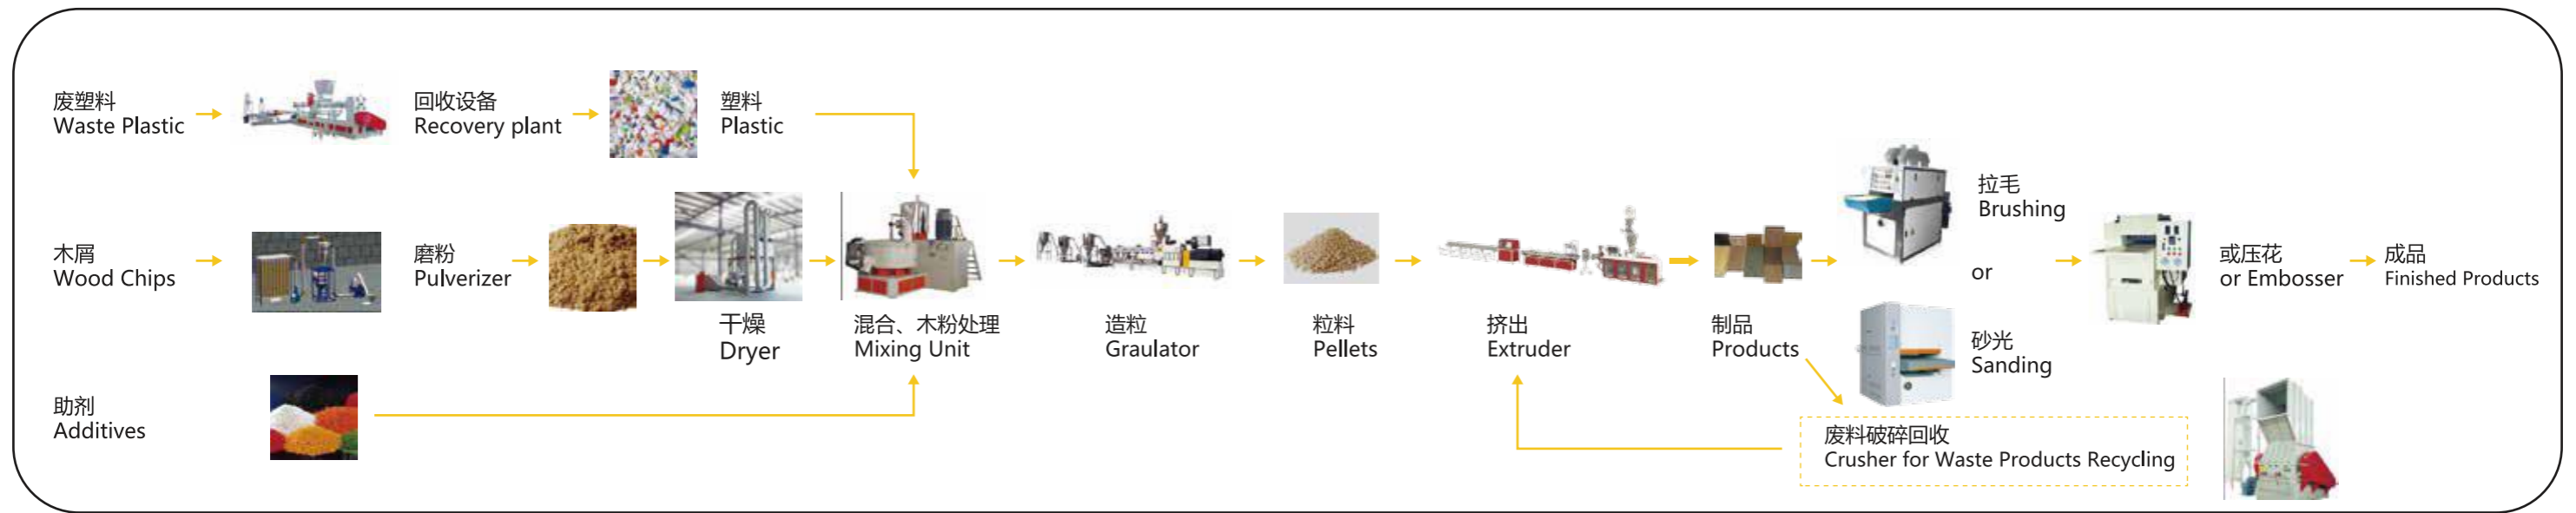 废塑料
Waste Plastic
回收设备
Recovery plant
塑料
Plastic
木屑
Wood Chips
磨粉
Pulverizer
干燥
Dryer
混合、木粉处理
Mixing Unit
造粒
Graulator
粒料
Pellets
挤出
Extruder
制品
Products
拉毛
Brushing
or
砂光
Sanding
或压花
or Embosser
成品
Finished Products
助剂
Additives
废料破碎回收
Crusher for Waste Products Recycling